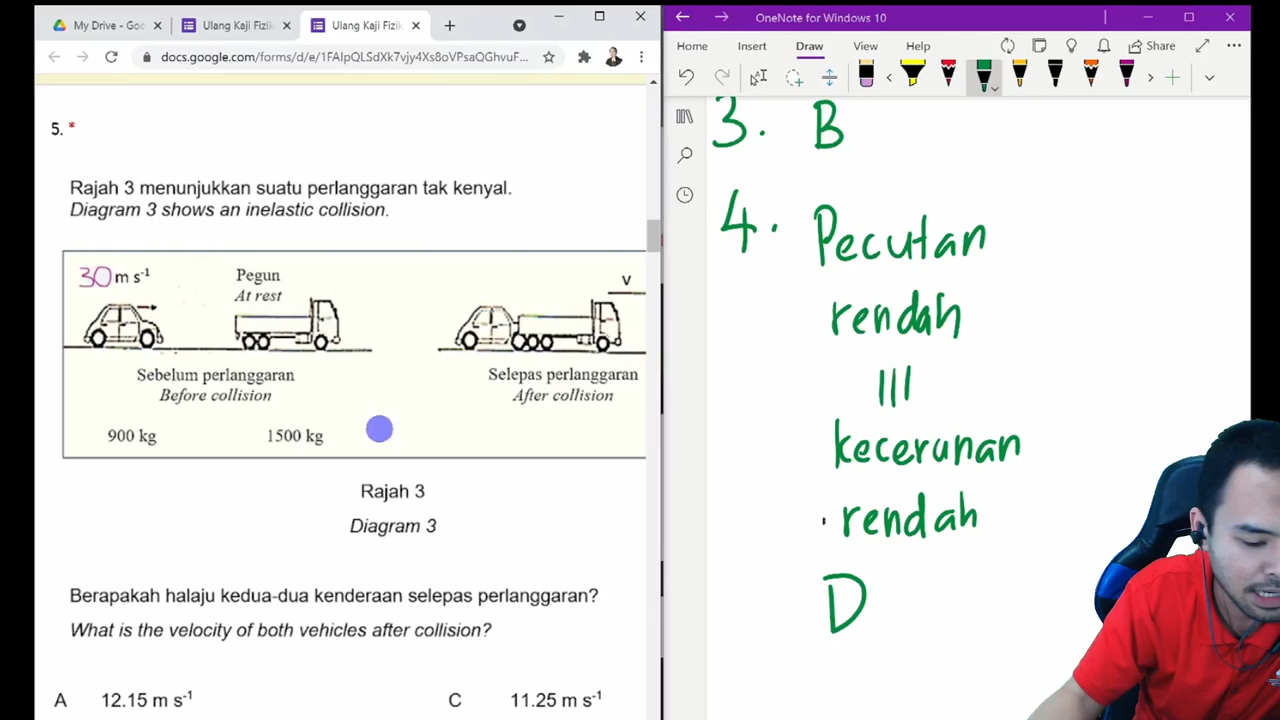 My Drive - Goo
Ulang Kaji Fizik
Ulang Kaji Fizik
docs.google.com/forms/d/e/1FAIpQLSdXk7vjy4Xs8oVPsaQGhvuF...
5. *
Rajah 3 menunjukkan suatu perlanggaran tak kenyal.
Diagram 3 shows an inelastic collision.
30 m s-1
Pegun
At rest
v
Sebelum perlanggaran
Before collision
Selepas perlanggaran
After collision
900 kg
1500 kg
Rajah 3
Diagram 3
Berapakah halaju kedua-dua kenderaan selepas perlanggaran?
What is the velocity of both vehicles after collision?
A 12.15 m s-1
C 11.25 m s-1
OneNote for Windows 10
Home Insert Draw View Help
Share
3. B
4. Pecutan
rendah
kecerunan
rendah
D